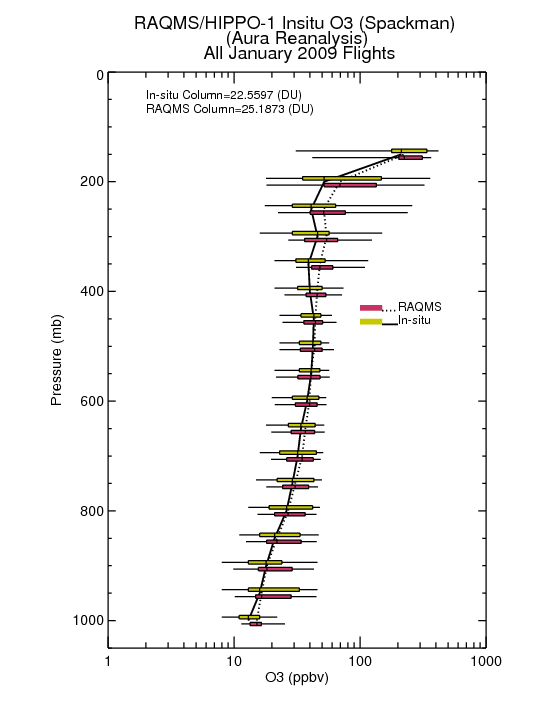 RAQMS/HIPPO-1 Insitu O3 (Spackman)
(Aura Reanalysis)
All January 2009 Flights
In-situ Column=22.5597 (DU)
RAQMS Column=25.1873 (DU)
0
200
400
600
800
1000
Pressure (mb)
RAQMS
In-situ
1 10 100 1000
O3 (ppbv)